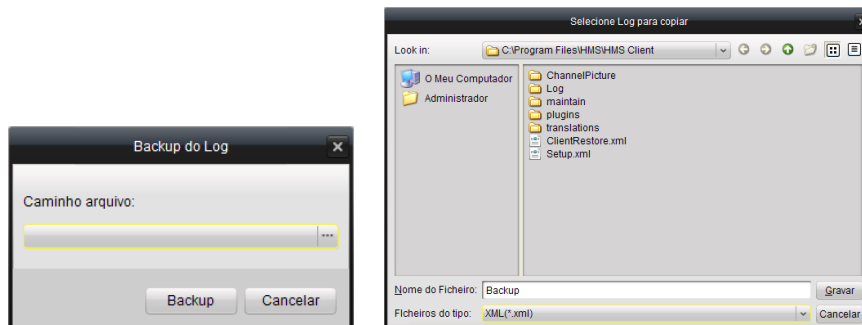 Backup do Log
Caminho arquivo:
...
Backup
Cancelar
Selecione Log para copiar
Look in:
C:\Program Files\HMS\HMS Client
O Meu Computador
Administrador
ChannelPicture
Log
maintain
plugins
translations
ClientRestore.xml
Setup.xml
Nome do Ficheiro:
Backup
Gravar
Ficheiros do tipo:
XML(*.xml)
Cancelar